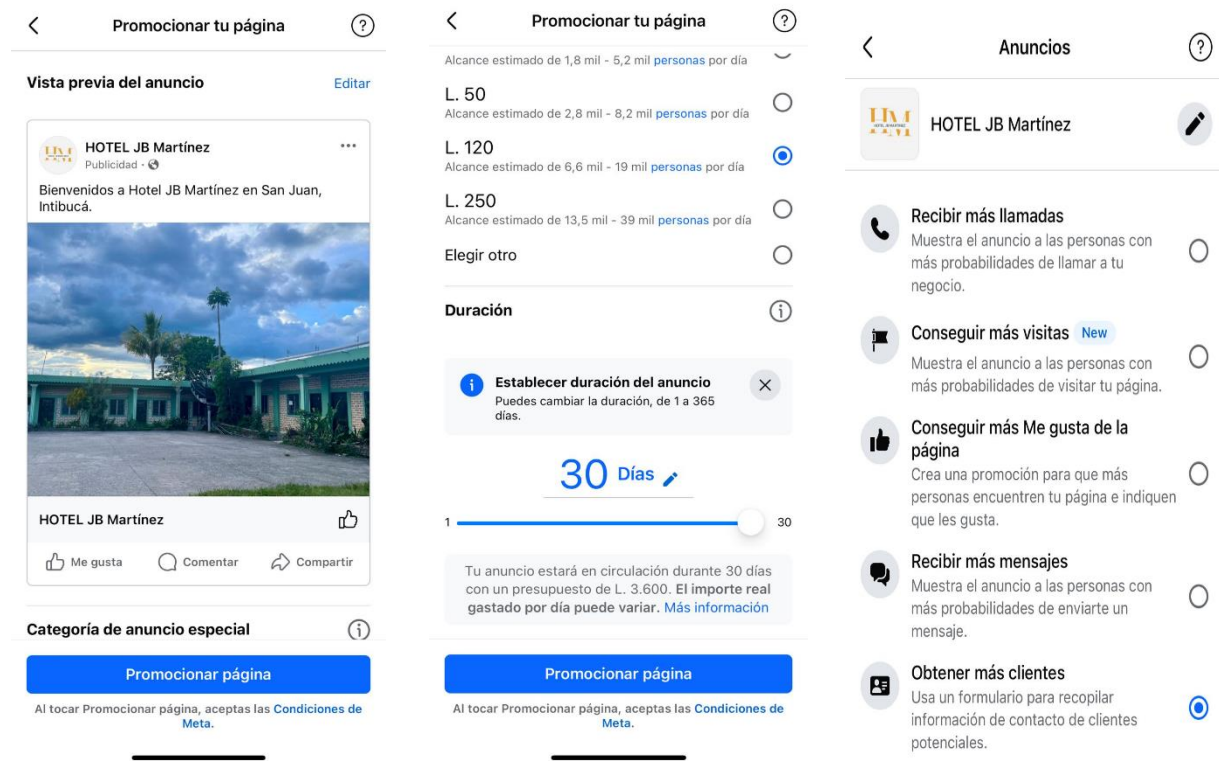 Promocionar tu página
Vista previa del anuncio
Editar
HM
HOTEL JB Martínez
Publicidad ·
Bienvenidos a Hotel JB Martínez en San Juan,
Intibucá.
HOTEL JB Martínez
Me gusta
Comentar
Compartir
Categoría de anuncio especial
Promocionar página
Al tocar Promocionar página, aceptas las Condiciones de
Meta.
Promocionar tu página
Alcance estimado de 1,8 mil - 5,2 mil personas por día
L. 50
Alcance estimado de 2,8 mil - 8,2 mil personas por día
L. 120
Alcance estimado de 6,6 mil - 19 mil personas por día
L. 250
Alcance estimado de 13,5 mil - 39 mil personas por día
Elegir otro
Duración
Establecer duración del anuncio
Puedes cambiar la duración, de 1 a 365
días.
30 Días
1
30
Tu anuncio estará en circulación durante 30 días
con un presupuesto de L. 3.600. El importe real
gastado por día puede variar. Más información
Promocionar página
Al tocar Promocionar página, aceptas las Condiciones de
Meta.
Anuncios
HM
HOTEL JB Martínez
Recibir más llamadas
Muestra el anuncio a las personas con
más probabilidades de llamar a tu
negocio.
Conseguir más visitas New
Muestra el anuncio a las personas con
más probabilidades de visitar tu página.
Conseguir más Me gusta de la
página
Crea una promoción para que más
personas encuentren tu página e indiquen
que les gusta.
Recibir más mensajes
Muestra el anuncio a las personas con
más probabilidades de enviarte un
mensaje.
Obtener más clientes
Usa un formulario para recopilar
información de contacto de clientes
potenciales.